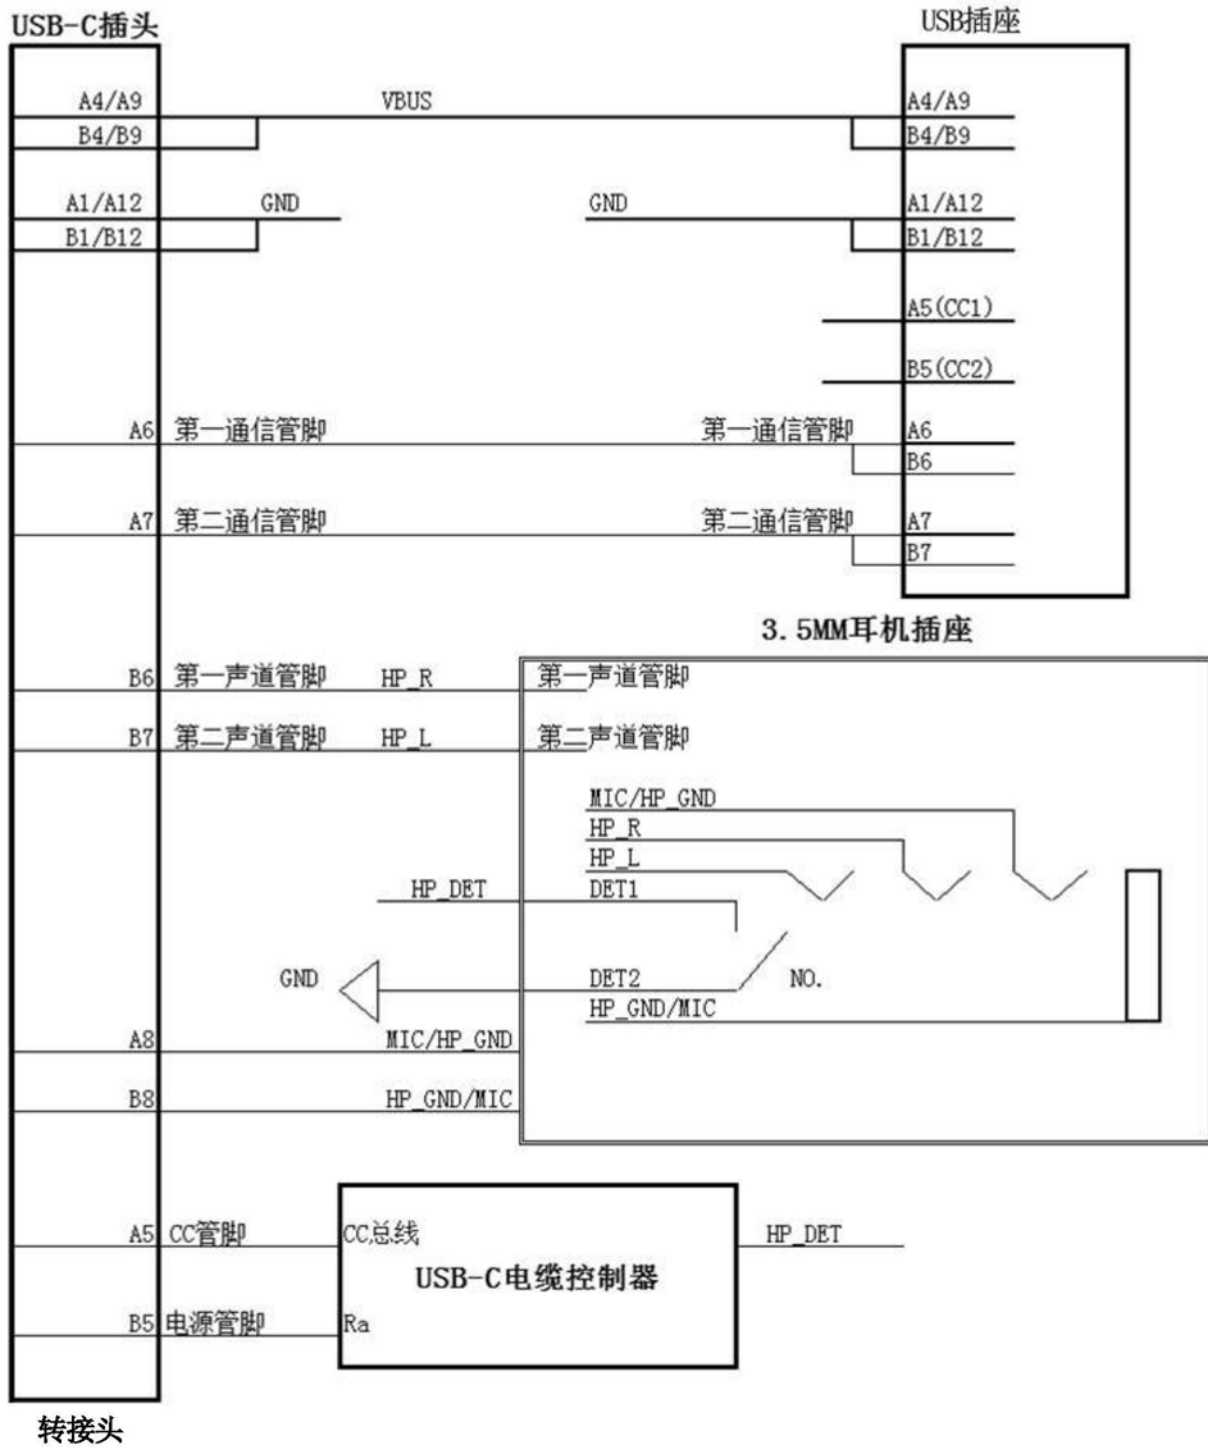 USB-C插头 USB插座
A4/A9 VBUS A4/A9
B4/B9 B4/B9
A1/A12 GND GND A1/A12
B1/B12 B1/B12
A5(CC1)
B5(CC2)
A6 第一通信管脚 第一通信管脚 A6
B6
A7 第二通信管脚 第二通信管脚 A7
B7
3.5MM耳机插座
B6 第一声道管脚 HP_R 第一声道管脚
B7 第二声道管脚 HP_L 第二声道管脚
MIC/HP_GND
HP_R
HP_L
HP_DET DET1
GND DET2 NO.
HP_GND/MIC
A8 MIC/HP_GND
B8 HP_GND/MIC
A5 CC管脚 CC总线 HP_DET
USB-C电缆控制器
B5 电源管脚 Ra
转接头